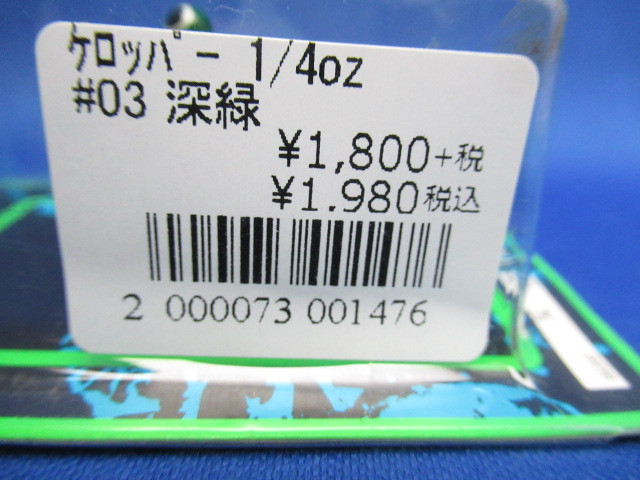 ｹﾛｯﾊﾟｰ 1/4oz
#03 深緑
¥1,800+税
¥1.980税込
2 000073 001476